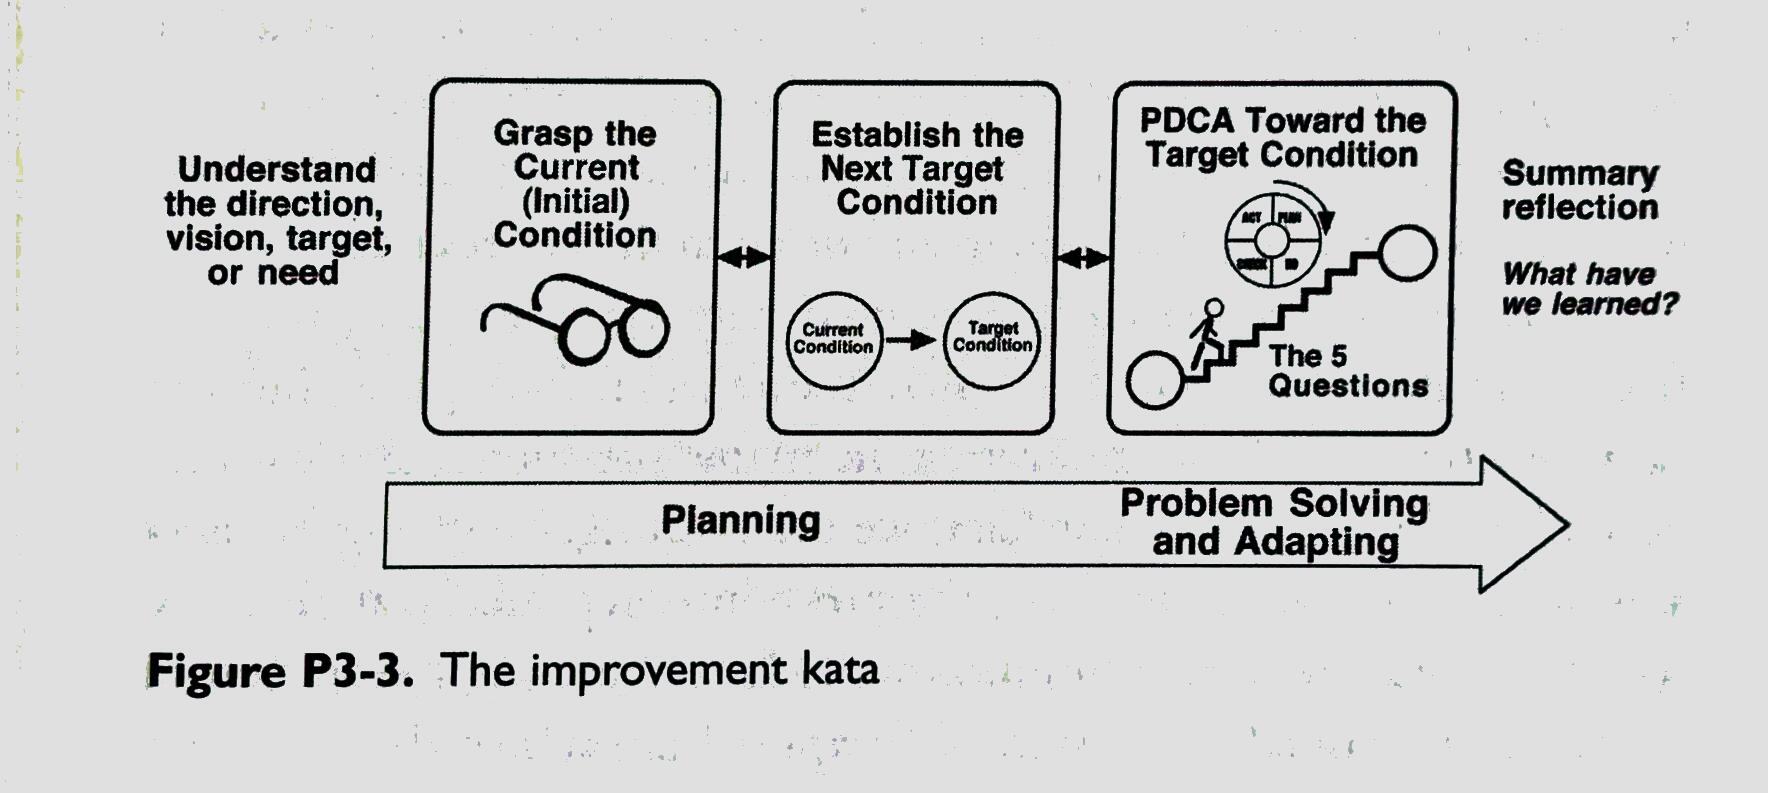 Understand
the direction,
vision, target,
or need
Grasp the
Current
(Initial)
Condition
Establish the
Next Target
Condition
Current
Condition
Target
Condition
PDCA Toward the
Target Condition
ACT PLAN
CHECK DO
The 5
Questions
Summary
reflection
What have
we learned?
Planning
Problem Solving
and Adapting
Figure P3-3. The improvement kata